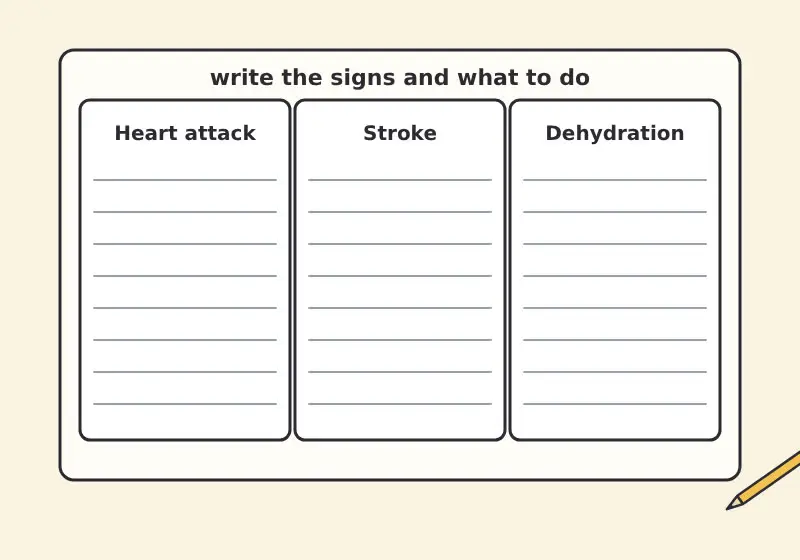 write the signs and what to do
Heart attack
Stroke
Dehydration